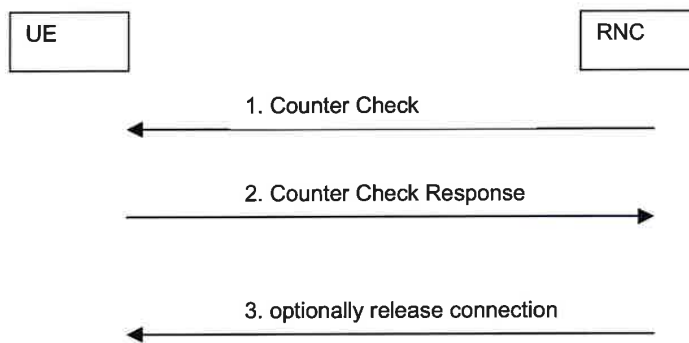 UE
RNC
1. Counter Check
2. Counter Check Response
3. optionally release connection